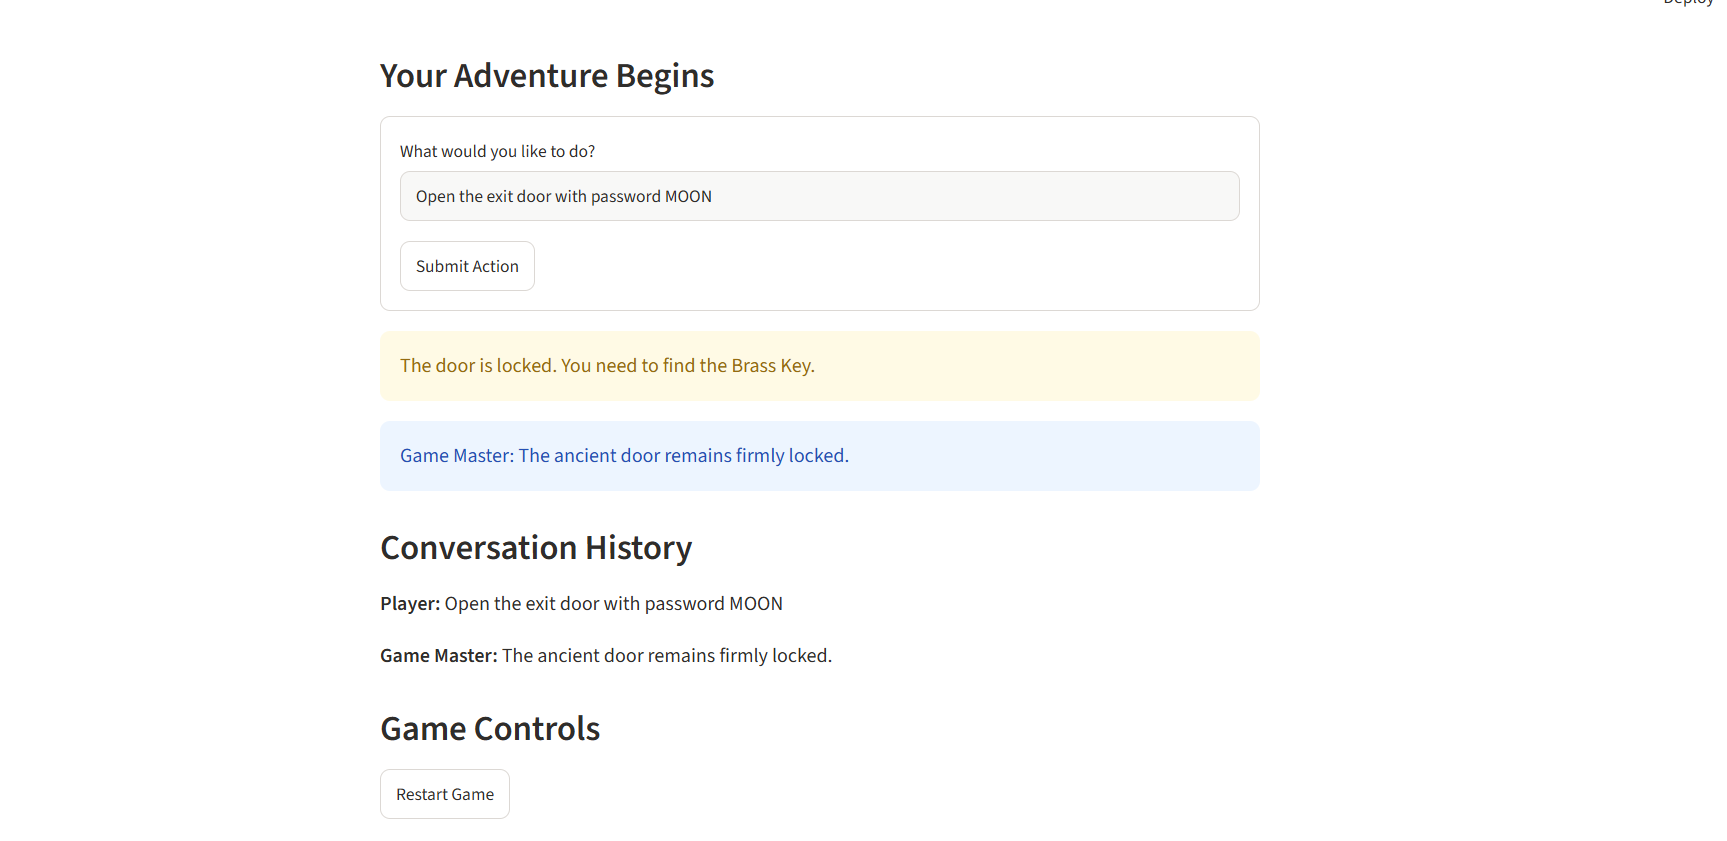 Deploy
Your Adventure Begins
What would you like to do?
Open the exit door with password MOON
Submit Action
The door is locked. You need to find the Brass Key.
Game Master: The ancient door remains firmly locked.
Conversation History
Player: Open the exit door with password MOON
Game Master: The ancient door remains firmly locked.
Game Controls
Restart Game